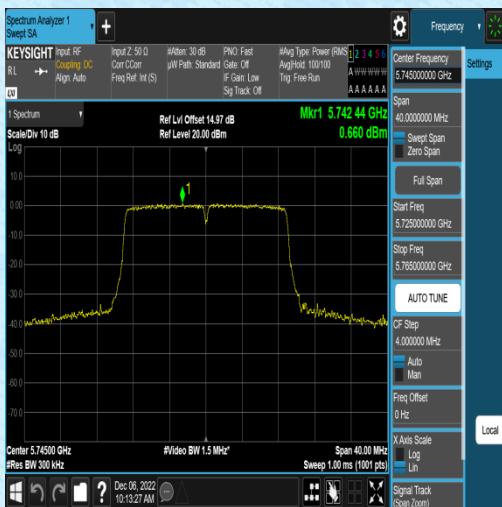 Spectrum Analyzer 1
Swept SA
Frequency
KEYSIGHT
Input: RF
Coupling: DC
Align: Auto
Input Z: 50 Ω
Corr CCorr
Freq Ref: Int (S)
#Atten: 30 dB
µW Path: Standard
PNO: Fast
Gate: Off
IF Gain: Low
Sig Track: Off
#Avg Type: Power (RMS)
Avg|Hold: 100/100
Trig: Free Run
1 2 3 4 5 6
A W W W W W
A A A A A A
RL
LXI
1 Spectrum
Scale/Div 10 dB
Log
Ref Lvl Offset 14.97 dB
Ref Level 20.00 dBm
Mkr1 5.742 44 GHz
0.660 dBm
1
10.0
0.00
-10.0
-20.0
-30.0
-40.0
-50.0
-60.0
-70.0
Center 5.74500 GHz
#Res BW 300 kHz
#Video BW 1.5 MHz*
Span 40.00 MHz
Sweep 1.00 ms (1001 pts)
Dec 06, 2022
10:13:27 AM
Center Frequency
5.745000000 GHz
Span
40.0000000 MHz
Swept Span
Zero Span
Full Span
Start Freq
5.725000000 GHz
Stop Freq
5.765000000 GHz
AUTO TUNE
CF Step
4.000000 MHz
Auto
Man
Freq Offset
0 Hz
X Axis Scale
Log
Lin
Signal Track
(Span Zoom)
Settings
Local